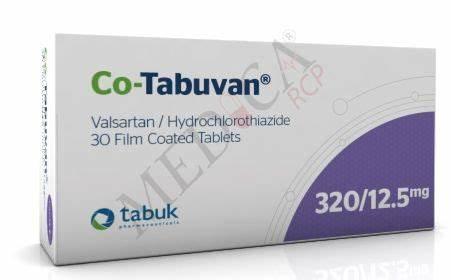 Co-Tabuvan®
Valsartan / Hydrochlorothiazide
30 Film Coated Tablets
320/12.5mg
tabuk
pharmaceuticals
MEDICA RCP
®